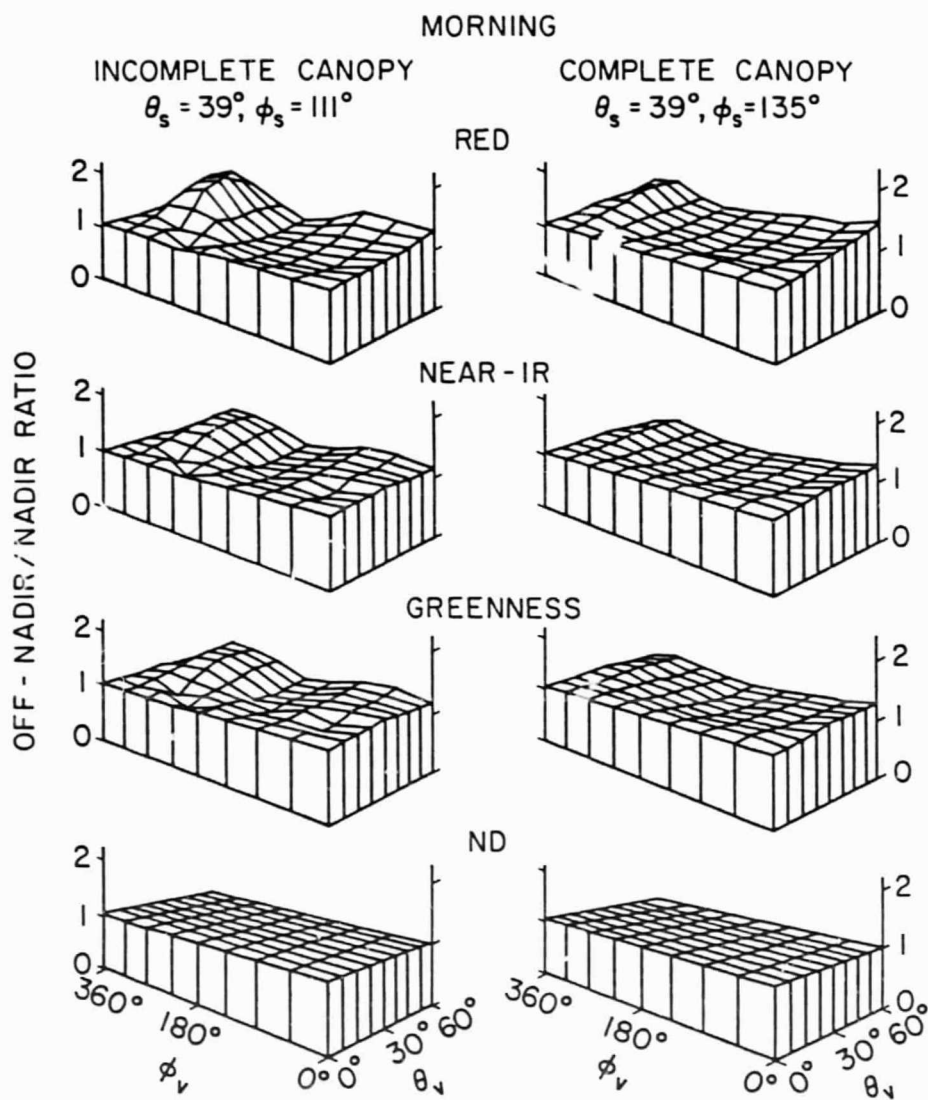 MORNING
INCOMPLETE CANOPY
θs = 39°, φs = 111°
COMPLETE CANOPY
θs = 39°, φs = 135°
RED
2
1
0
2
1
0
NEAR-IR
2
1
0
2
1
0
GREENNESS
2
1
0
2
1
0
ND
2
1
0
2
1
0
OFF-NADIR/NADIR RATIO
360°
180°
0°
φv
0°
30°
60°
θv
360°
180°
0°
φv
0°
30°
60°
θv